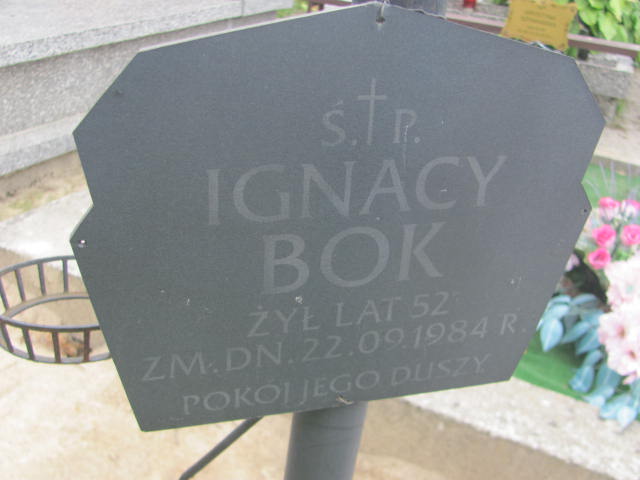 Ś. P.
IGNACY
BOK
ŻYŁ LAT 52
ZM. DN. 22.09.1984 R.
POKÓJ JEGO DUSZY